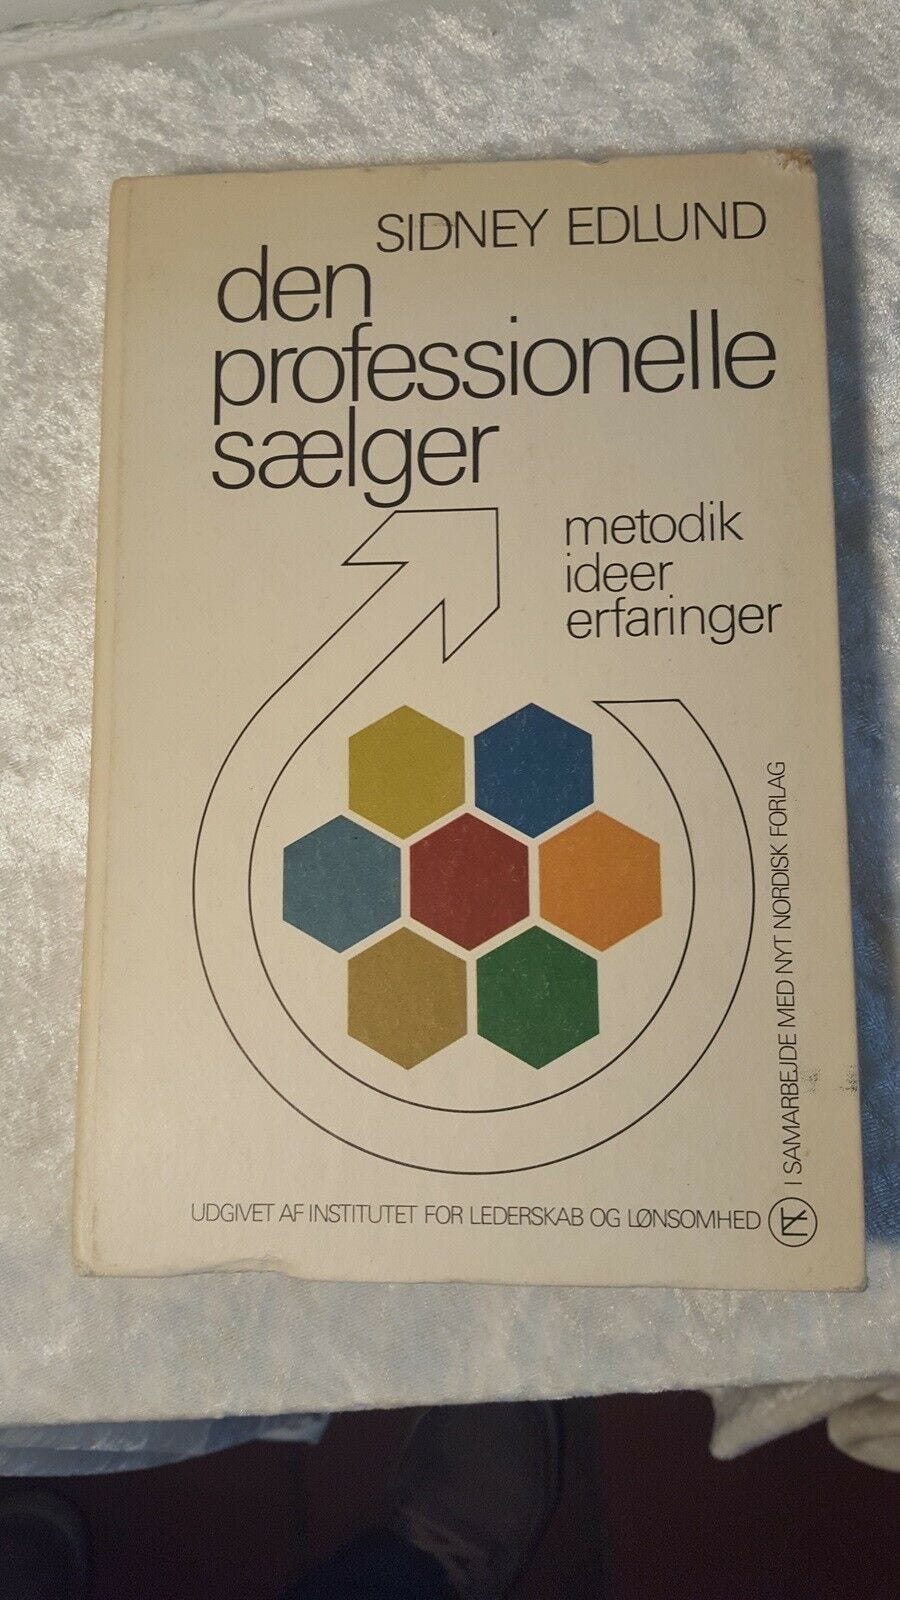 SIDNEY EDLUND
den
professionelle
sælger
metodik
ideer
erfaringer
UDGIVET AF INSTITUTET FOR LEDERSKAB OG LØNSOMHED
I SAMARBEJDE MED NYT NORDISK FORLAG